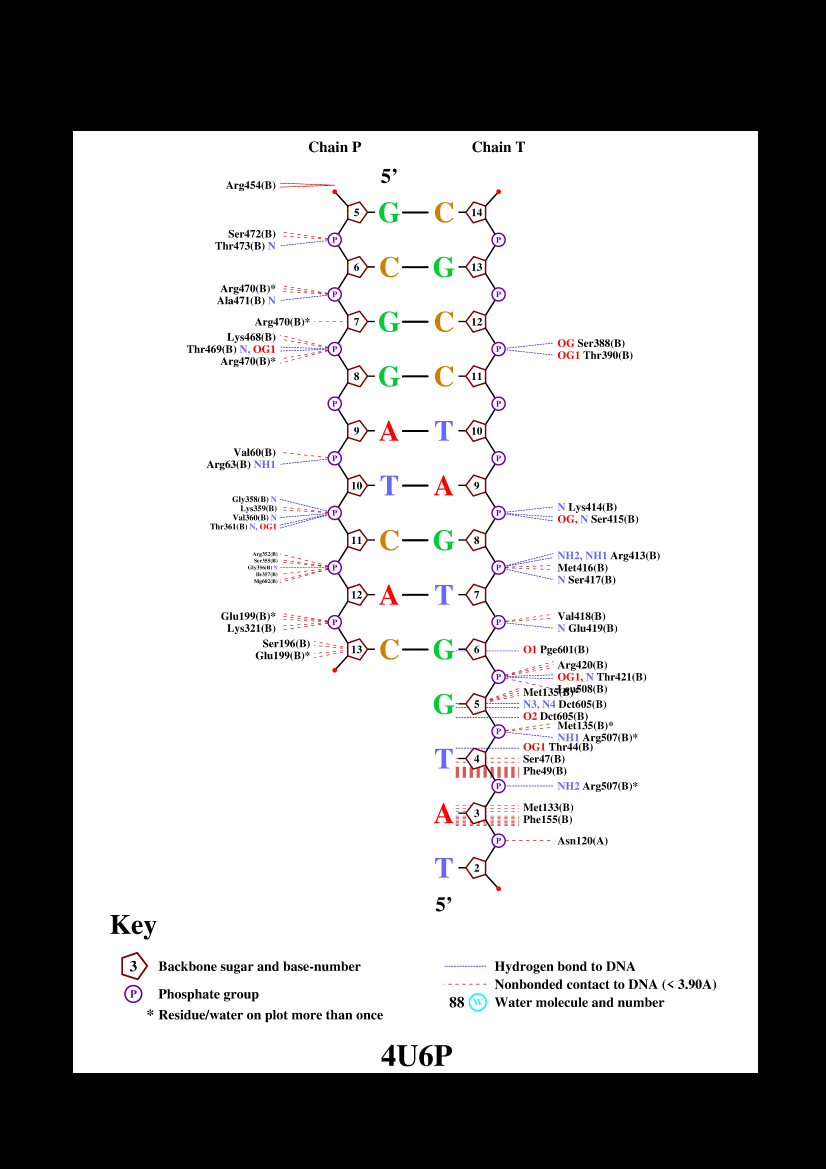 Chain P Chain T
5’
Arg454(B)
5 G C 14
Ser472(B)
P P
Thr473(B) N
6 C G 13
Arg470(B)*
P P
Ala471(B) N
Arg470(B)* 7 G C 12
Lys468(B)
OG Ser388(B)
Thr469(B) N, OG1 P P
OG1 Thr390(B)
Arg470(B)*
8 G C 11
P P
9 A T 10
Val60(B)
P P
Arg63(B) NH1
10 T A 9
Gly358(B) N
N Lys414(B)
Lys359(B)
P P
Val360(B) N
OG, N Ser415(B)
Thr361(B) N, OG1
11 C G 8
Arg352(B)
NH2, NH1 Arg413(B)
Ser355(B)
Gly356(B) N P P Met416(B)
Ile357(B)
Mg602(B)
N Ser417(B)
12 A T 7
Glu199(B)* Val418(B)
P P
Lys321(B) N Glu419(B)
Ser196(B)
13 C G 6 O1 Pge601(B)
Glu199(B)*
Arg420(B)
P OG1, N Thr421(B)
Leu508(B)
Met135(B)*
G 5 N3, N4 Dct605(B)
O2 Dct605(B)
Met135(B)*
P
NH1 Arg507(B)*
OG1 Thr44(B)
T 4 Ser47(B)
Phe49(B)
P NH2 Arg507(B)*
Met133(B)
A 3
Phe155(B)
P Asn120(A)
T 2
5’
Key
3 Backbone sugar and base-number
P Phosphate group
* Residue/water on plot more than once
Hydrogen bond to DNA
Nonbonded contact to DNA (< 3.90A)
88 W Water molecule and number
4U6P